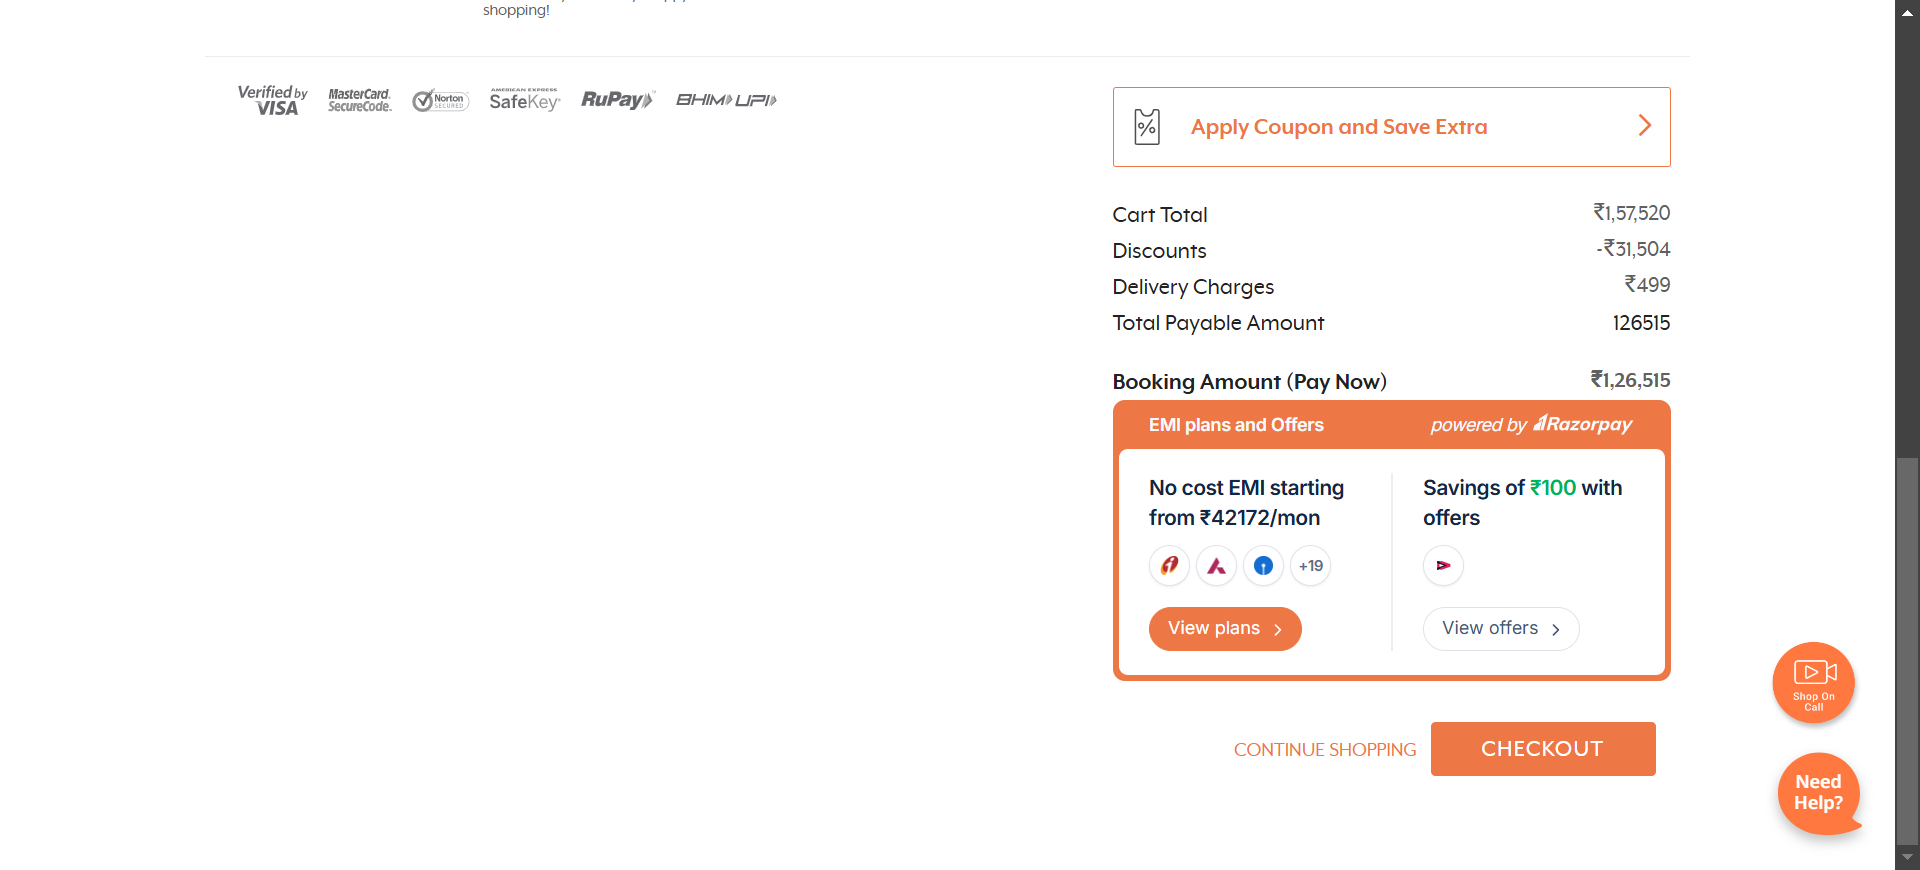 shopping!
Verified by
VISA
MasterCard.
SecureCode.
Norton
SECURED
AMERICAN EXPRESS
SafeKey
RuPay
BHIM UPI
Apply Coupon and Save Extra
Cart Total ₹1,57,520
Discounts -₹31,504
Delivery Charges ₹499
Total Payable Amount 126515
Booking Amount (Pay Now) ₹1,26,515
EMI plans and Offers powered by Razorpay
No cost EMI starting
from ₹42172/mon
+19
View plans
Savings of ₹100 with
offers
View offers
CONTINUE SHOPPING
CHECKOUT
Shop On
Call
Need
Help?